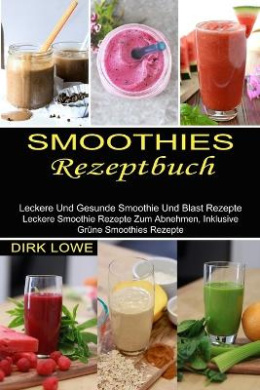 SMOOTHIES
Rezeptbuch
Leckere Und Gesunde Smoothie Und Blast Rezepte
Leckere Smoothie Rezepte Zum Abnehmen, Inklusive
Grüne Smoothies Rezepte
DIRK LOWE